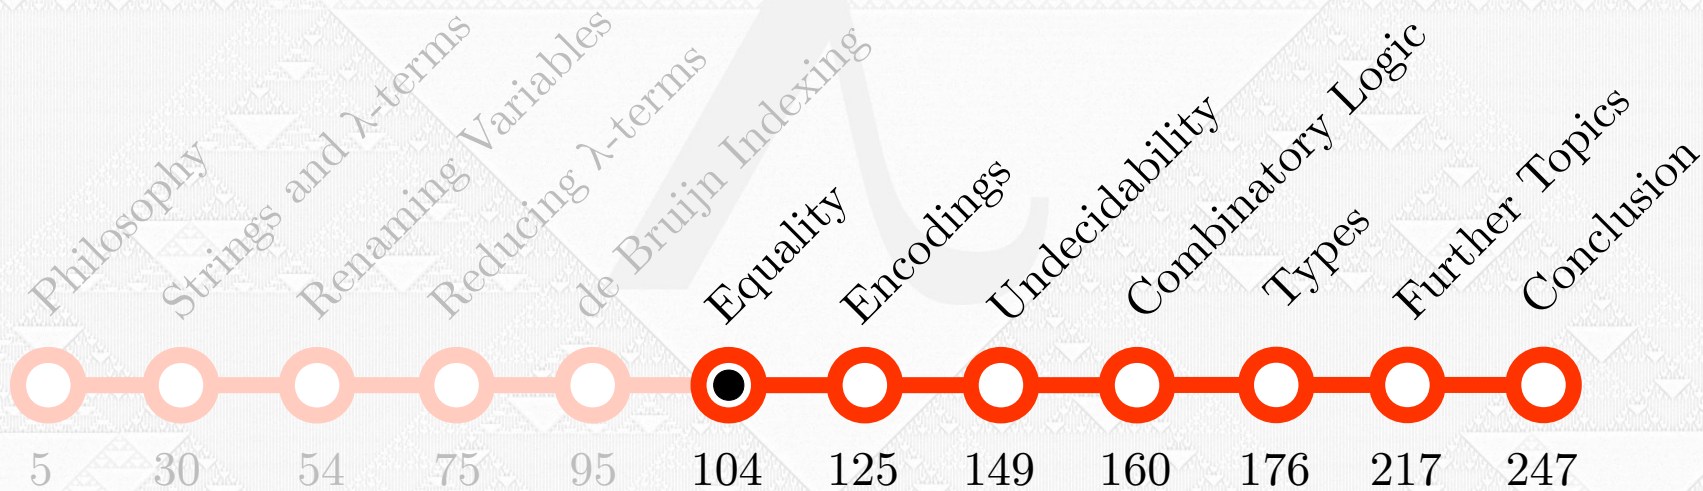 Philosophy
Strings and λ-terms
Renaming Variables
Reducing λ-terms
de Bruijn Indexing
Equality
Encodings
Undecidability
Combinatory Logic
Types
Further Topics
Conclusion
5 30 54 75 95 104 125 149 160 176 217 247
λ